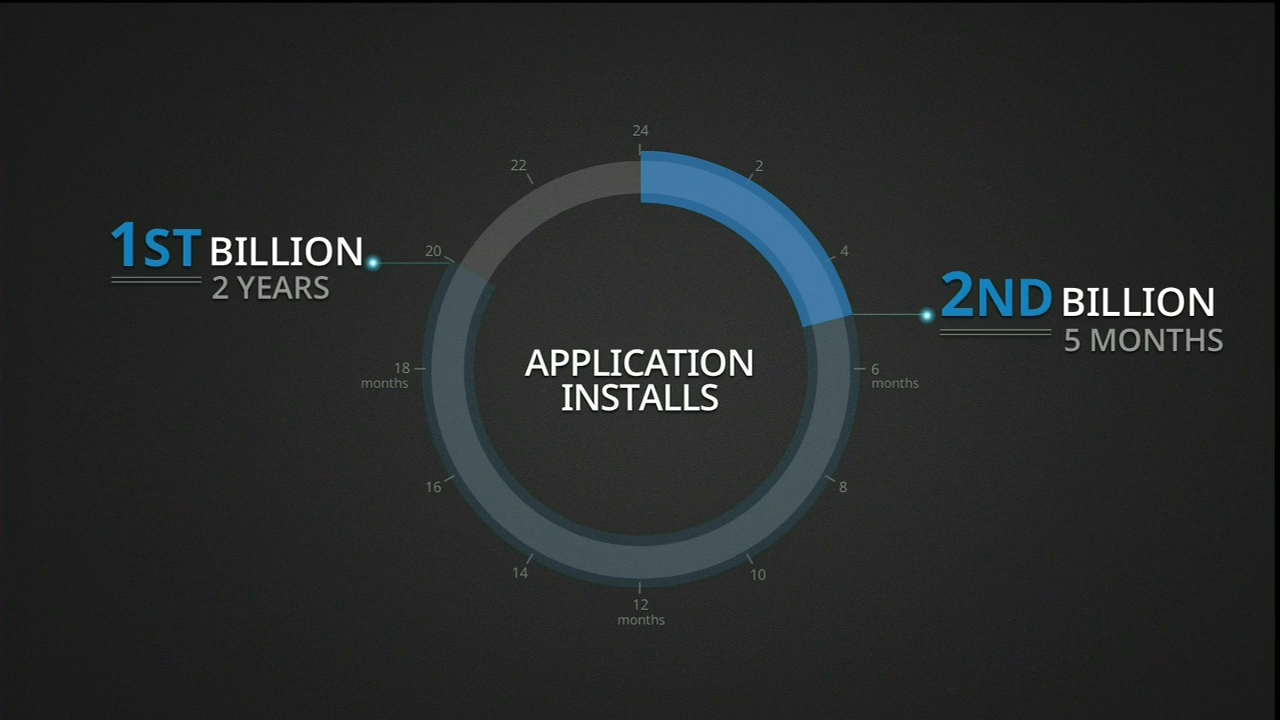 24
22
2
1ST BILLION
2 YEARS
20
4
2ND BILLION
5 MONTHS
APPLICATION
INSTALLS
18
months
6
months
16
8
14
10
12
months